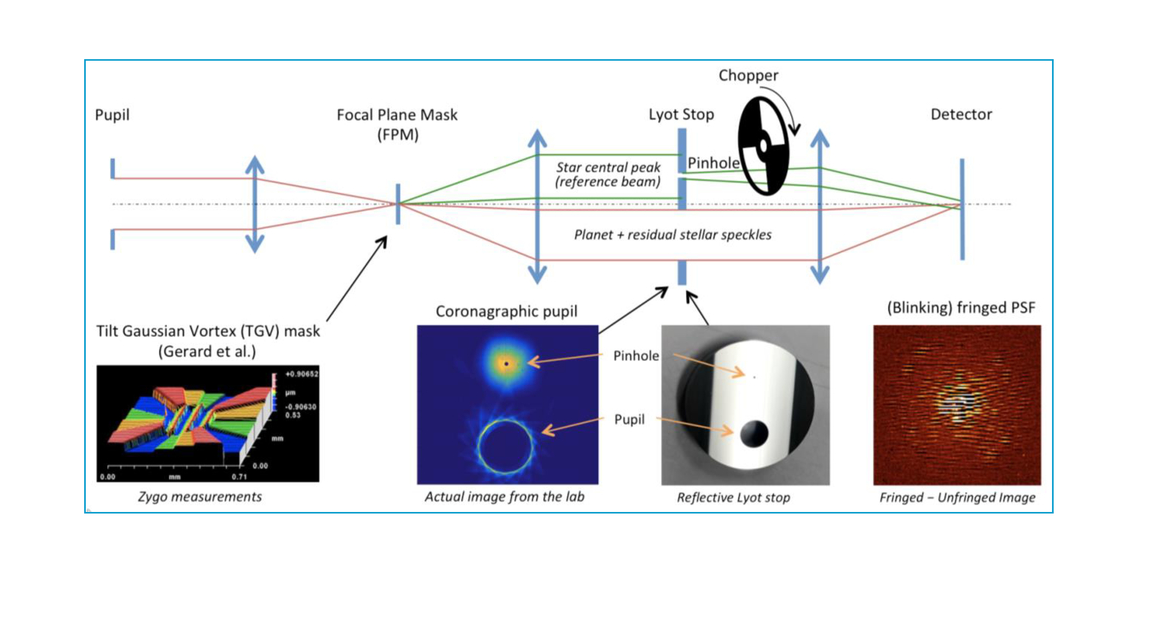 Chopper
Pupil
Focal Plane Mask
(FPM)
Lyot Stop
Detector
Pinhole
Star central peak
(reference beam)
Planet + residual stellar speckles
Tilt Gaussian Vortex (TGV) mask
(Gerard et al.)
Coronagraphic pupil
(Blinking) fringed PSF
Pinhole
Pupil
+0.90652
µm
-0.90630
0.53
mm
0.00
0.00
mm
0.71
Zygo measurements
Actual image from the lab
Reflective Lyot stop
Fringed – Unfringed Image